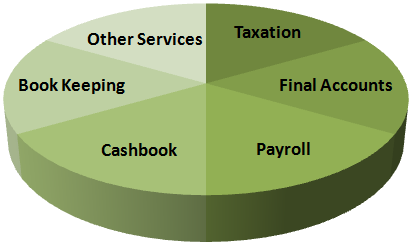 Other Services
Taxation
Book Keeping
Final Accounts
Cashbook
Payroll